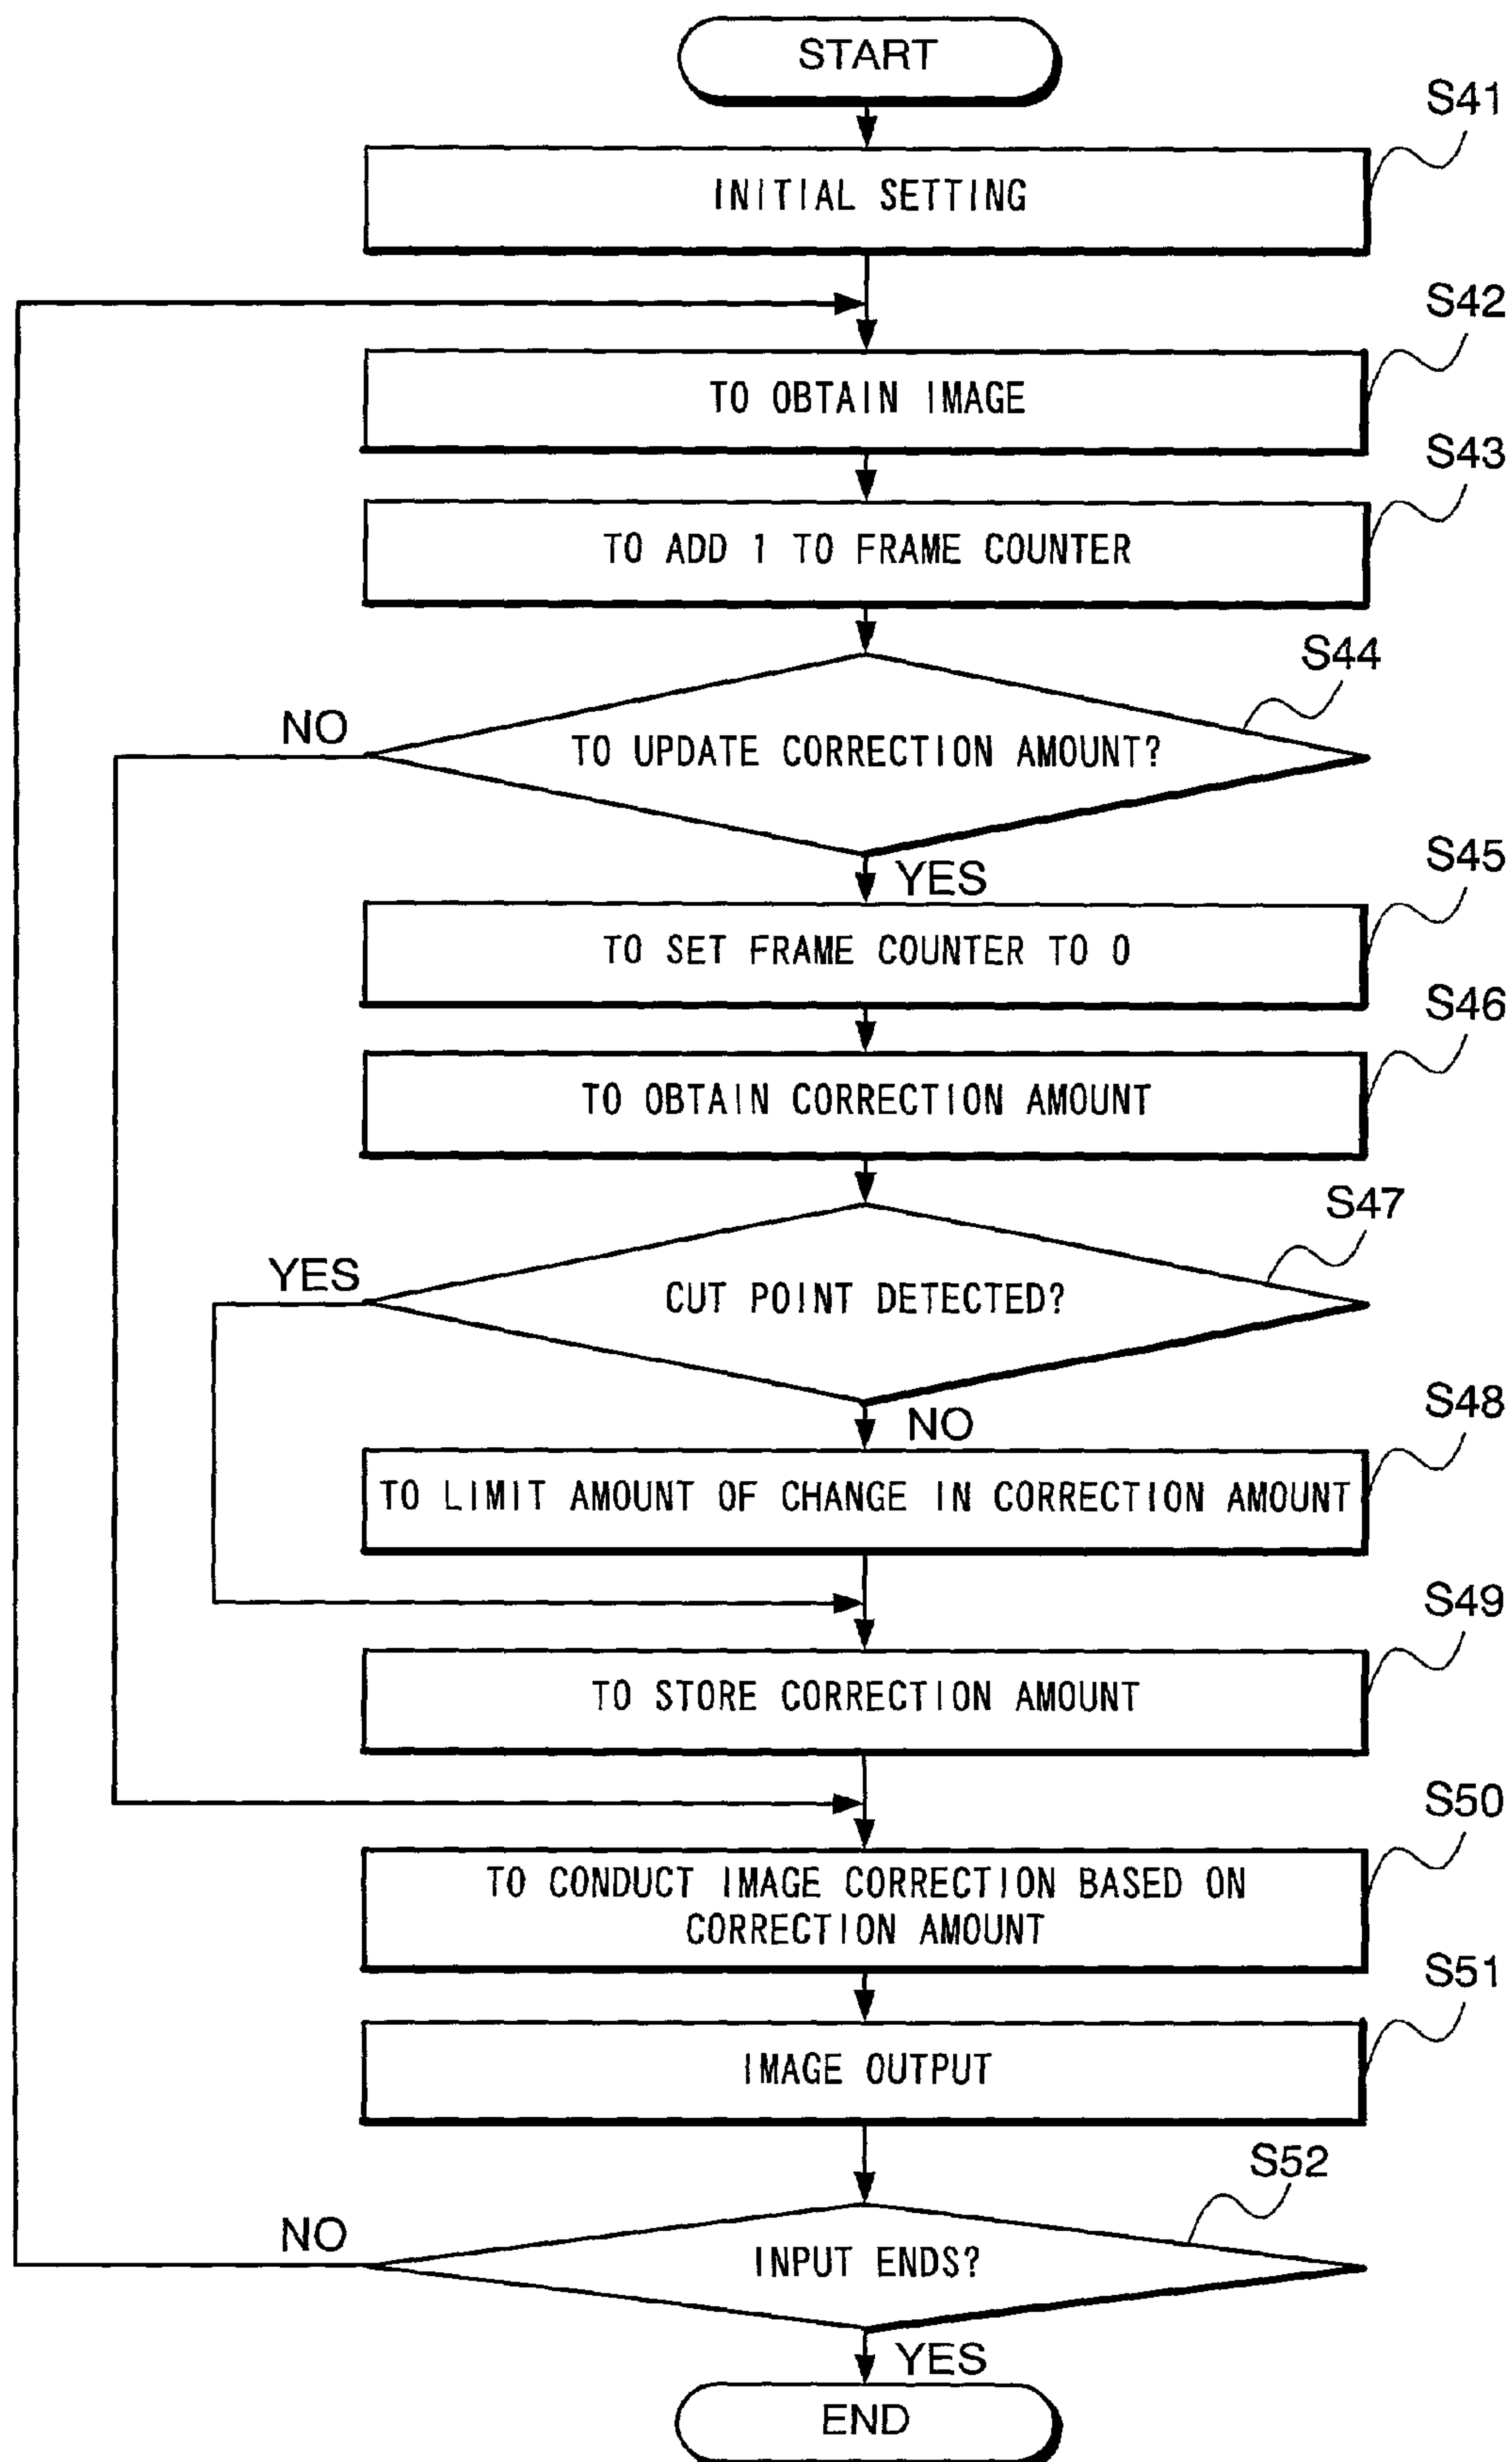 START
S41
INITIAL SETTING
S42
TO OBTAIN IMAGE
S43
TO ADD 1 TO FRAME COUNTER
S44
NO
TO UPDATE CORRECTION AMOUNT?
YES
S45
TO SET FRAME COUNTER TO 0
S46
TO OBTAIN CORRECTION AMOUNT
S47
YES
CUT POINT DETECTED?
NO
S48
TO LIMIT AMOUNT OF CHANGE IN CORRECTION AMOUNT
S49
TO STORE CORRECTION AMOUNT
S50
TO CONDUCT IMAGE CORRECTION BASED ON
CORRECTION AMOUNT
S51
IMAGE OUTPUT
S52
NO
INPUT ENDS?
YES
END